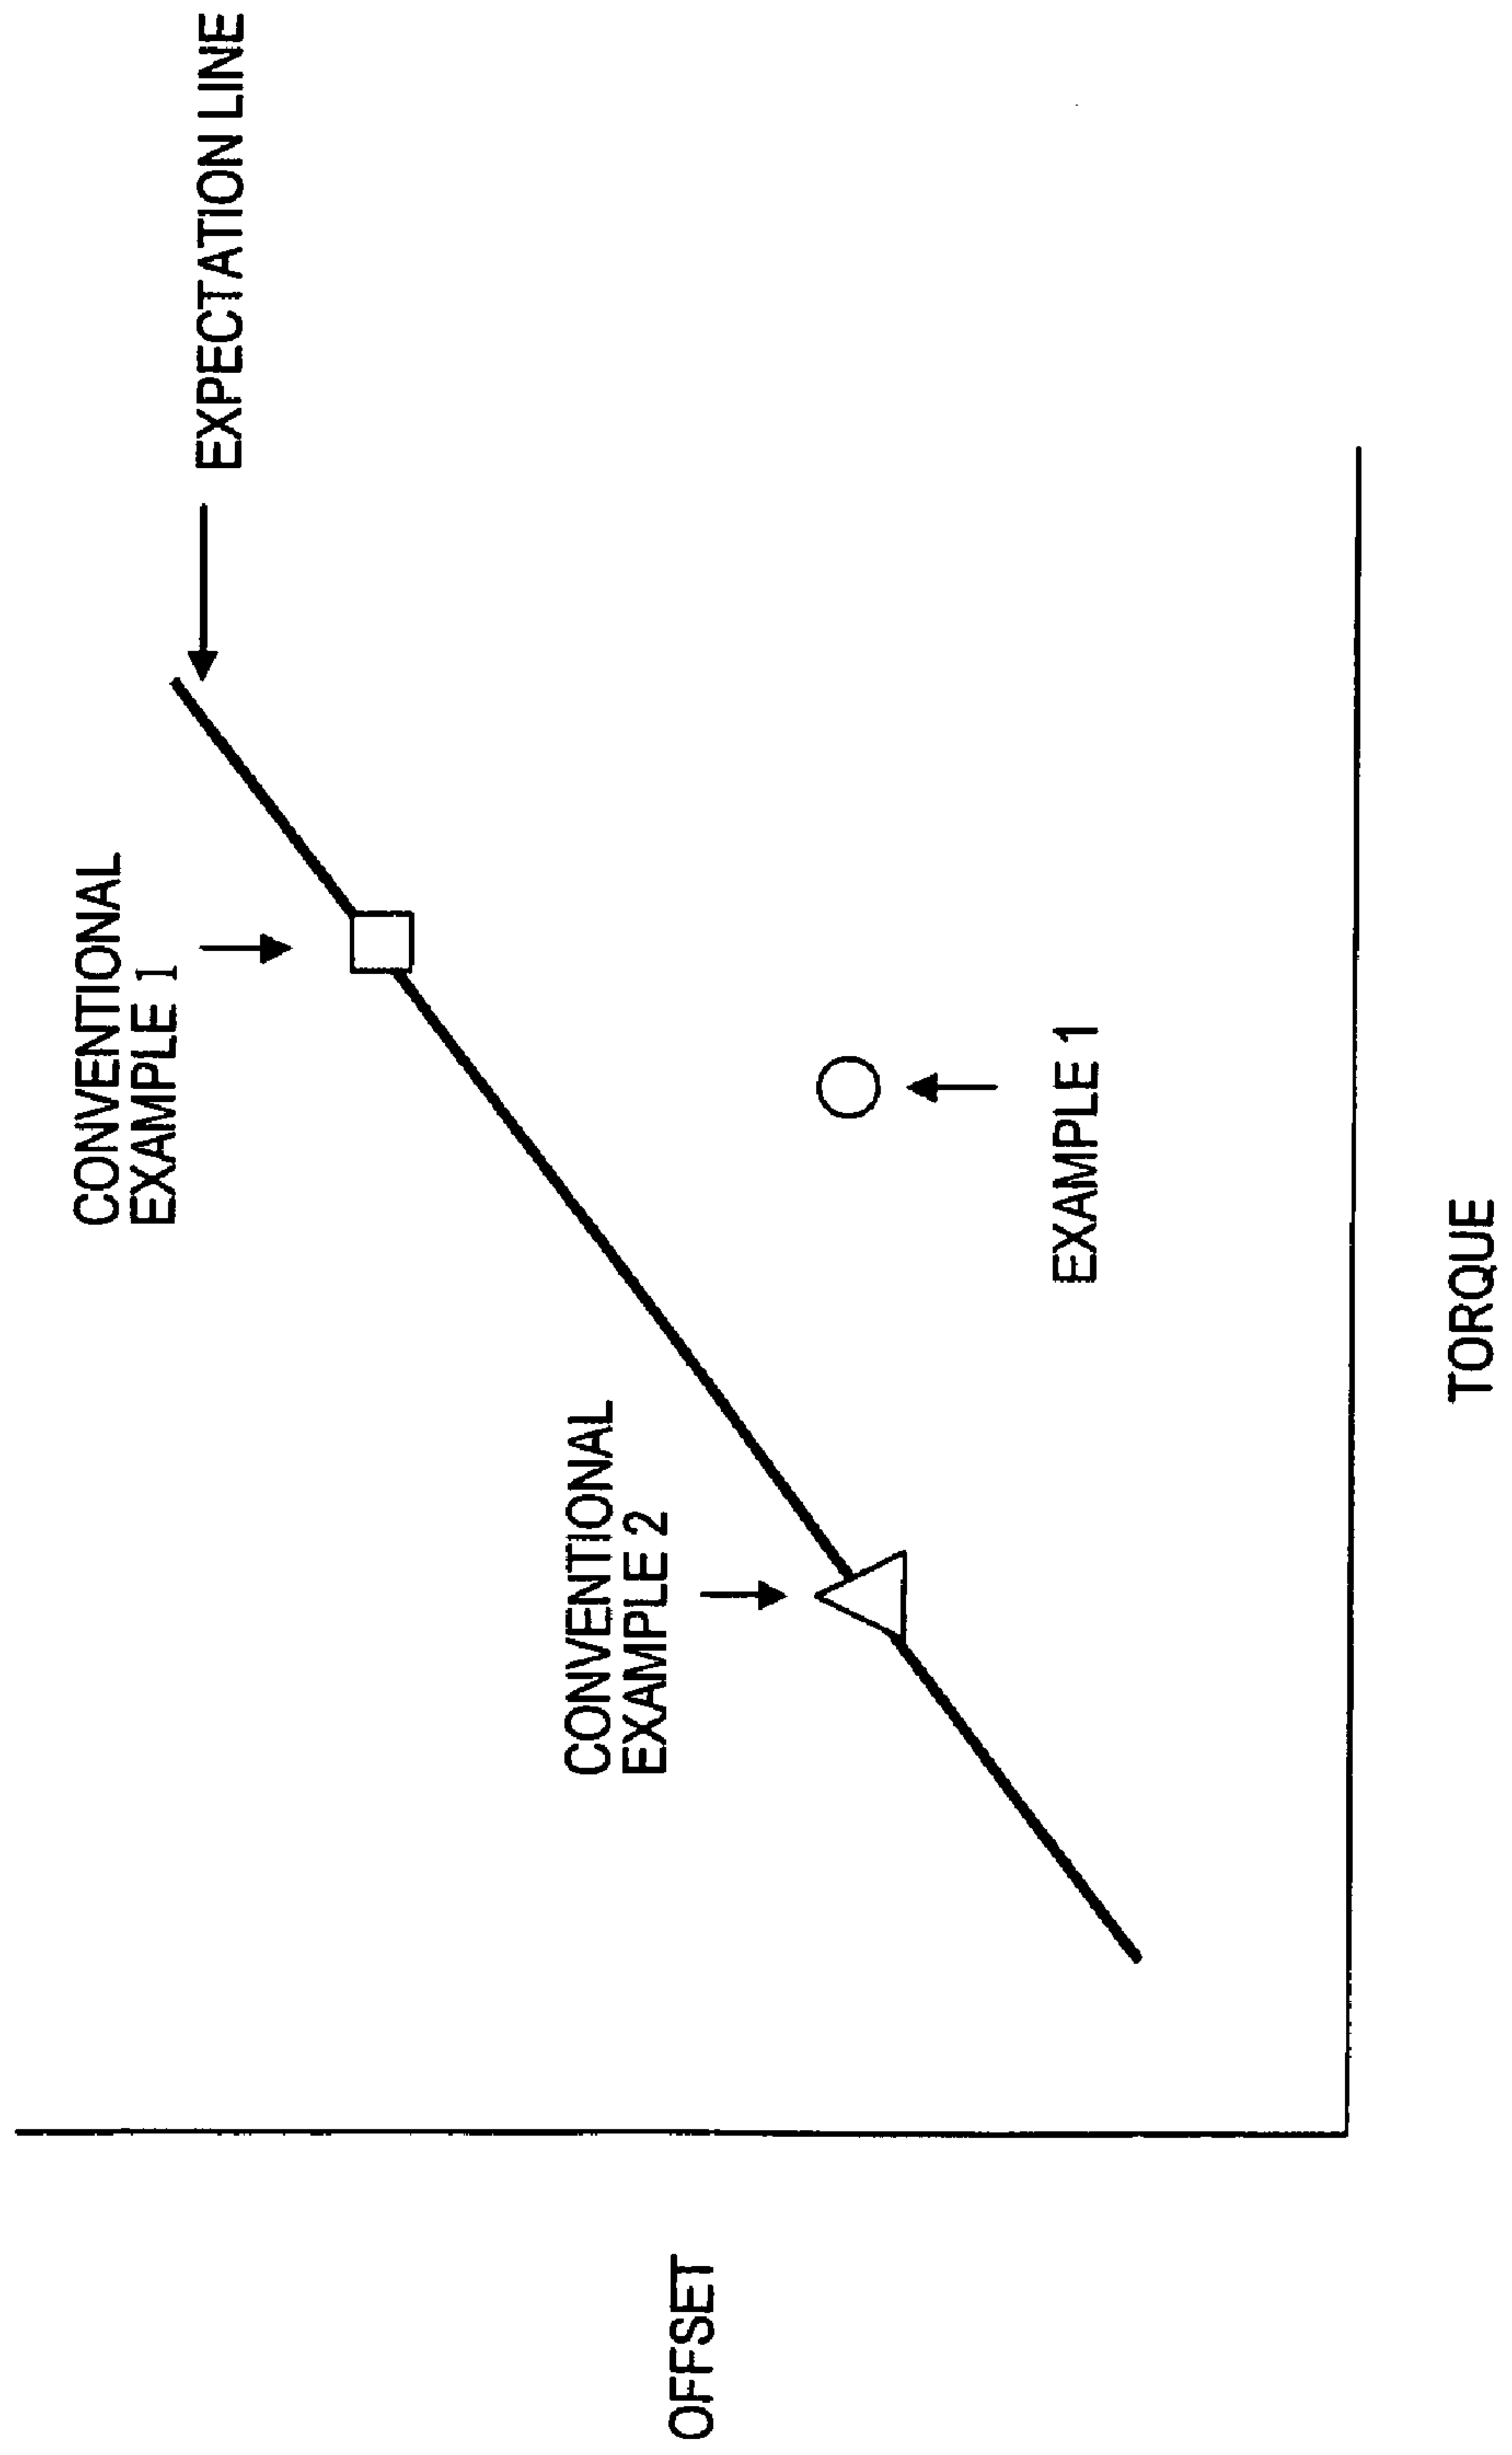 EXPECTATION LINE
CONVENTIONAL
EXAMPLE 1
CONVENTIONAL
EXAMPLE 2
EXAMPLE 1
OFFSET
TORQUE